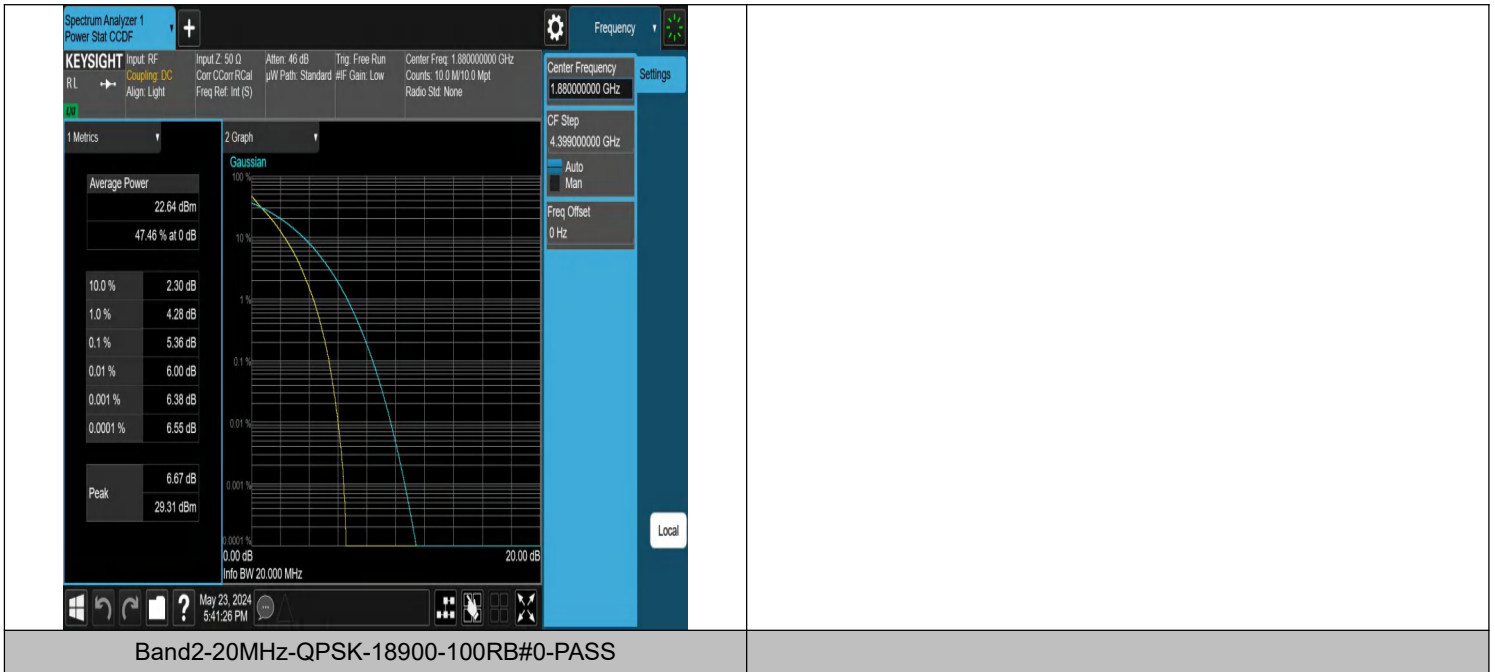 Spectrum Analyzer 1
Power Stat CCDF
+
Frequency
KEYSIGHT
R L
Input: RF
Coupling: DC
Align: Light
Input Z: 50 Ω
Corr CCorr RCal
Freq Ref: Int (S)
Atten: 46 dB
µW Path: Standard
Trig: Free Run
#IF Gain: Low
Center Freq: 1.880000000 GHz
Counts: 10.0 M/10.0 Mpt
Radio Std: None
Center Frequency
1.880000000 GHz
Settings
CF Step
4.399000000 GHz
Auto
Man
Freq Offset
0 Hz
1 Metrics
Average Power
22.64 dBm
47.46 % at 0 dB
10.0 % 2.30 dB
1.0 % 4.28 dB
0.1 % 5.36 dB
0.01 % 6.00 dB
0.001 % 6.38 dB
0.0001 % 6.55 dB
Peak
6.67 dB
29.31 dBm
2 Graph
Gaussian
100 %
10 %
1 %
0.1 %
0.01 %
0.001 %
0.0001 %
0.00 dB 20.00 dB
Info BW 20.000 MHz
Local
?
May 23, 2024
5:41:26 PM
Band2-20MHz-QPSK-18900-100RB#0-PASS